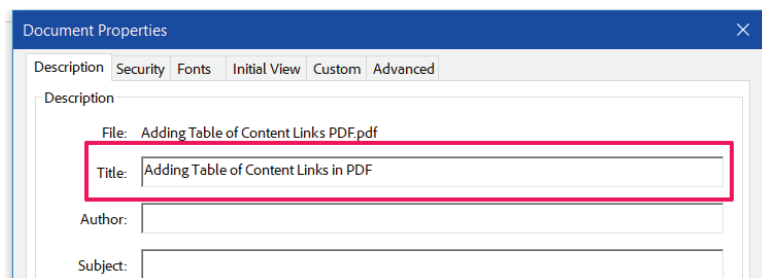 Document Properties
Description Security Fonts Initial View Custom Advanced
Description
File: Adding Table of Content Links PDF.pdf
Title: Adding Table of Content Links in PDF
Author:
Subject: